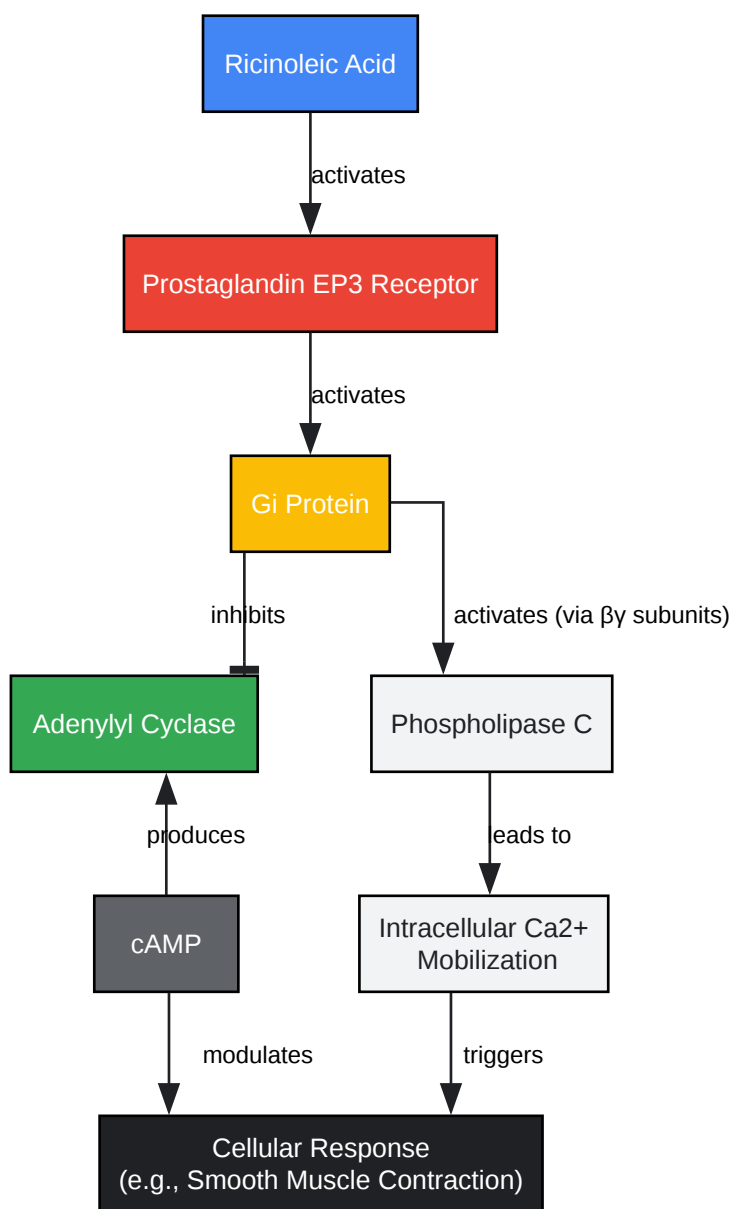 Ricinoleic Acid
activates
Prostaglandin EP3 Receptor
activates
Gi Protein
inhibits
activates (via βγ subunits)
Adenylyl Cyclase
Phospholipase C
produces
leads to
cAMP
Intracellular Ca2+
Mobilization
modulates
triggers
Cellular Response
(e.g., Smooth Muscle Contraction)